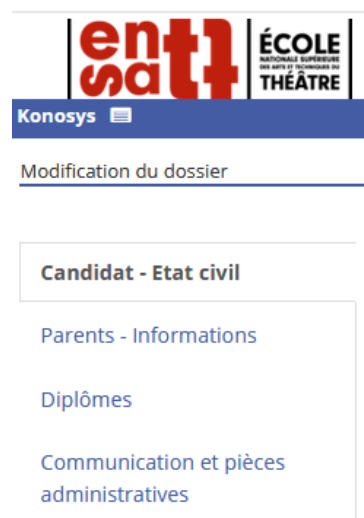 ensatt
ÉCOLE
NATIONALE SUPÉRIEURE
DES ARTS ET TECHNIQUES DU
THÉÂTRE
Konosys
Modification du dossier
Candidat - Etat civil
Parents - Informations
Diplômes
Communication et pièces
administratives